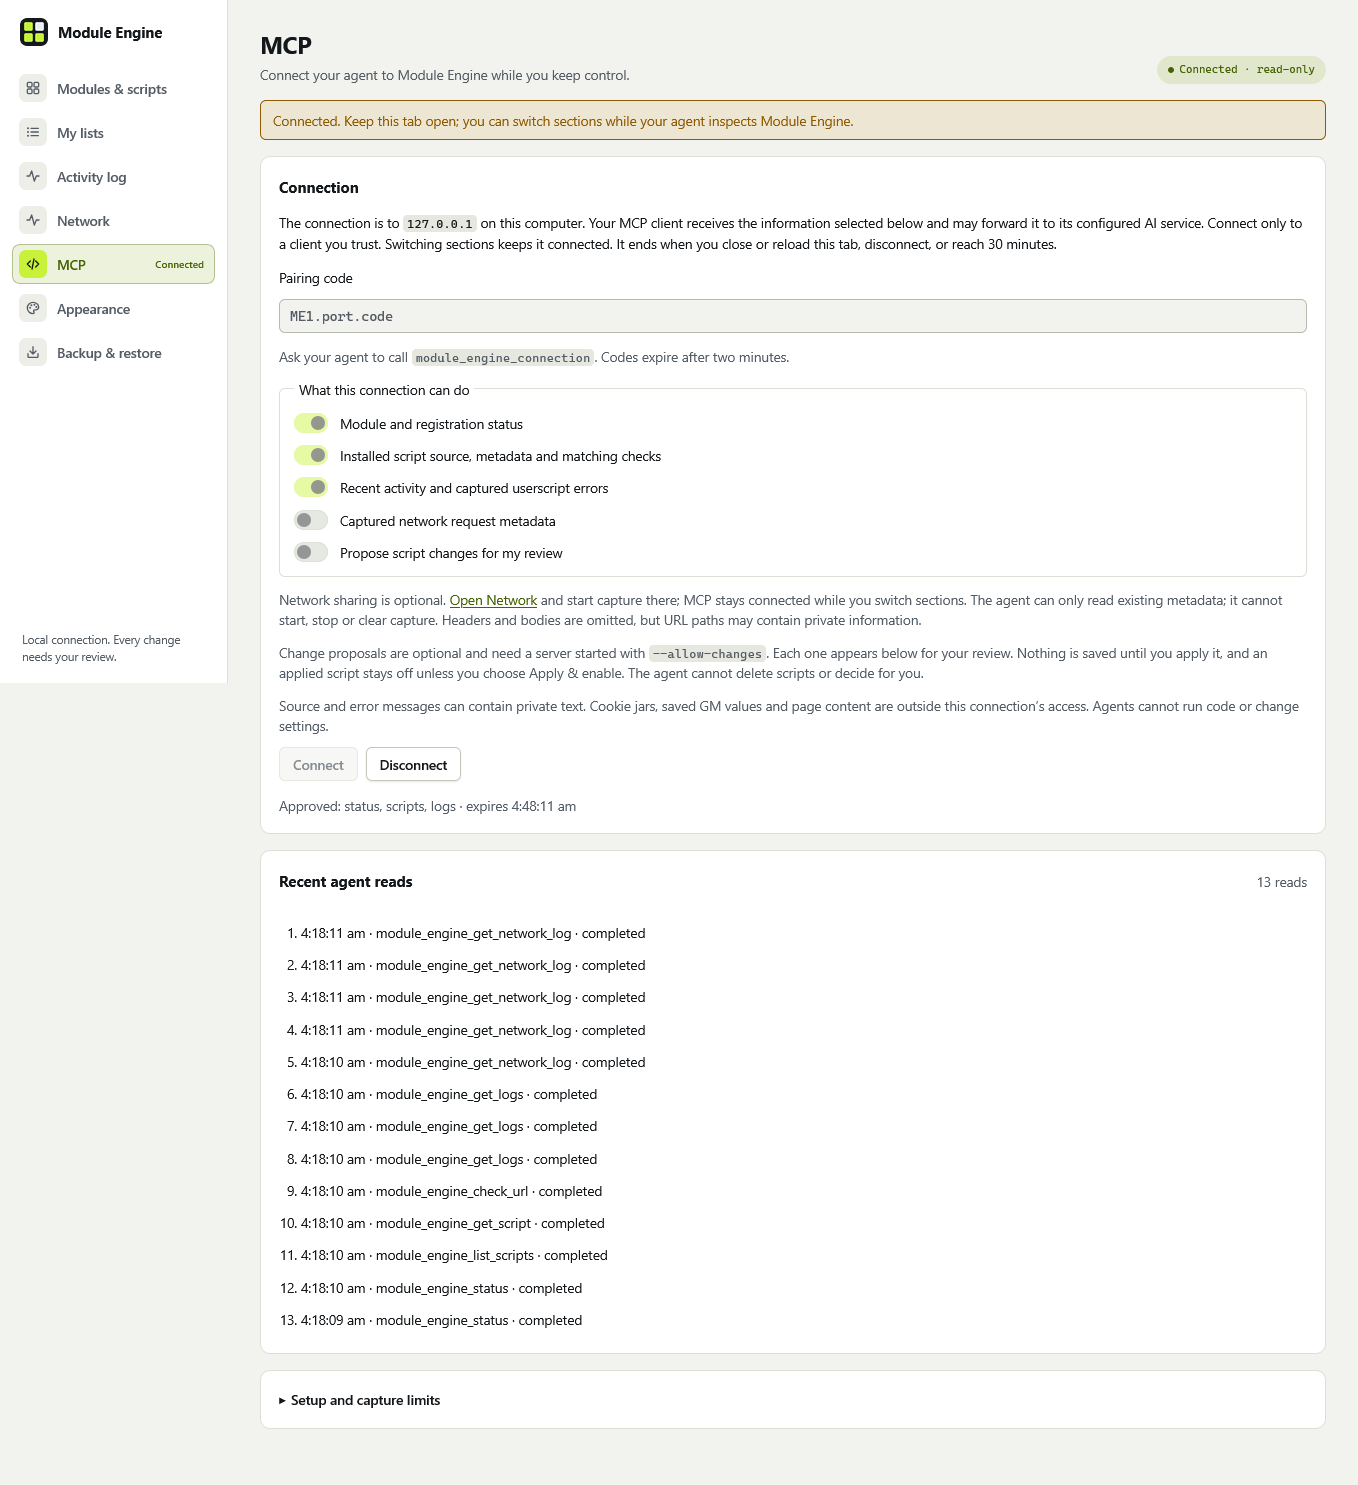 Module Engine
Modules & scripts
My lists
Activity log
Network
MCP
Connected
Appearance
Backup & restore
Local connection. Every change
needs your review.
MCP
Connect your agent to Module Engine while you keep control.
Connected · read-only
Connected. Keep this tab open; you can switch sections while your agent inspects Module Engine.
Connection
The connection is to 127.0.0.1 on this computer. Your MCP client receives the information selected below and may forward it to its configured AI service. Connect only to
a client you trust. Switching sections keeps it connected. It ends when you close or reload this tab, disconnect, or reach 30 minutes.
Pairing code
ME1.port.code
Ask your agent to call module_engine_connection. Codes expire after two minutes.
What this connection can do
Module and registration status
Installed script source, metadata and matching checks
Recent activity and captured userscript errors
Captured network request metadata
Propose script changes for my review
Network sharing is optional. Open Network and start capture there; MCP stays connected while you switch sections. The agent can only read existing metadata; it cannot
start, stop or clear capture. Headers and bodies are omitted, but URL paths may contain private information.
Change proposals are optional and need a server started with --allow-changes. Each one appears below for your review. Nothing is saved until you apply it, and an
applied script stays off unless you choose Apply & enable. The agent cannot delete scripts or decide for you.
Source and error messages can contain private text. Cookie jars, saved GM values and page content are outside this connection's access. Agents cannot run code or change
settings.
Connect
Disconnect
Approved: status, scripts, logs · expires 4:48:11 am
Recent agent reads
13 reads
1. 4:18:11 am · module_engine_get_network_log · completed
2. 4:18:11 am · module_engine_get_network_log · completed
3. 4:18:11 am · module_engine_get_network_log · completed
4. 4:18:11 am · module_engine_get_network_log · completed
5. 4:18:10 am · module_engine_get_network_log · completed
6. 4:18:10 am · module_engine_get_logs · completed
7. 4:18:10 am · module_engine_get_logs · completed
8. 4:18:10 am · module_engine_get_logs · completed
9. 4:18:10 am · module_engine_check_url · completed
10. 4:18:10 am · module_engine_get_script · completed
11. 4:18:10 am · module_engine_list_scripts · completed
12. 4:18:10 am · module_engine_status · completed
13. 4:18:09 am · module_engine_status · completed
Setup and capture limits